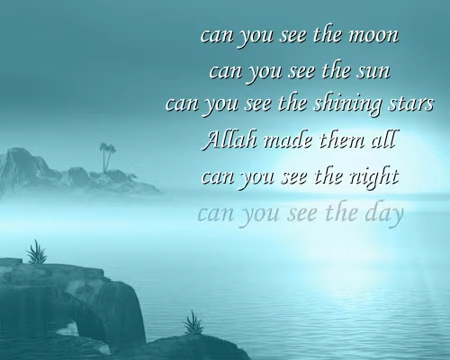 can you see the moon
can you see the sun
can you see the shining stars
Allah made them all
can you see the night
can you see the day